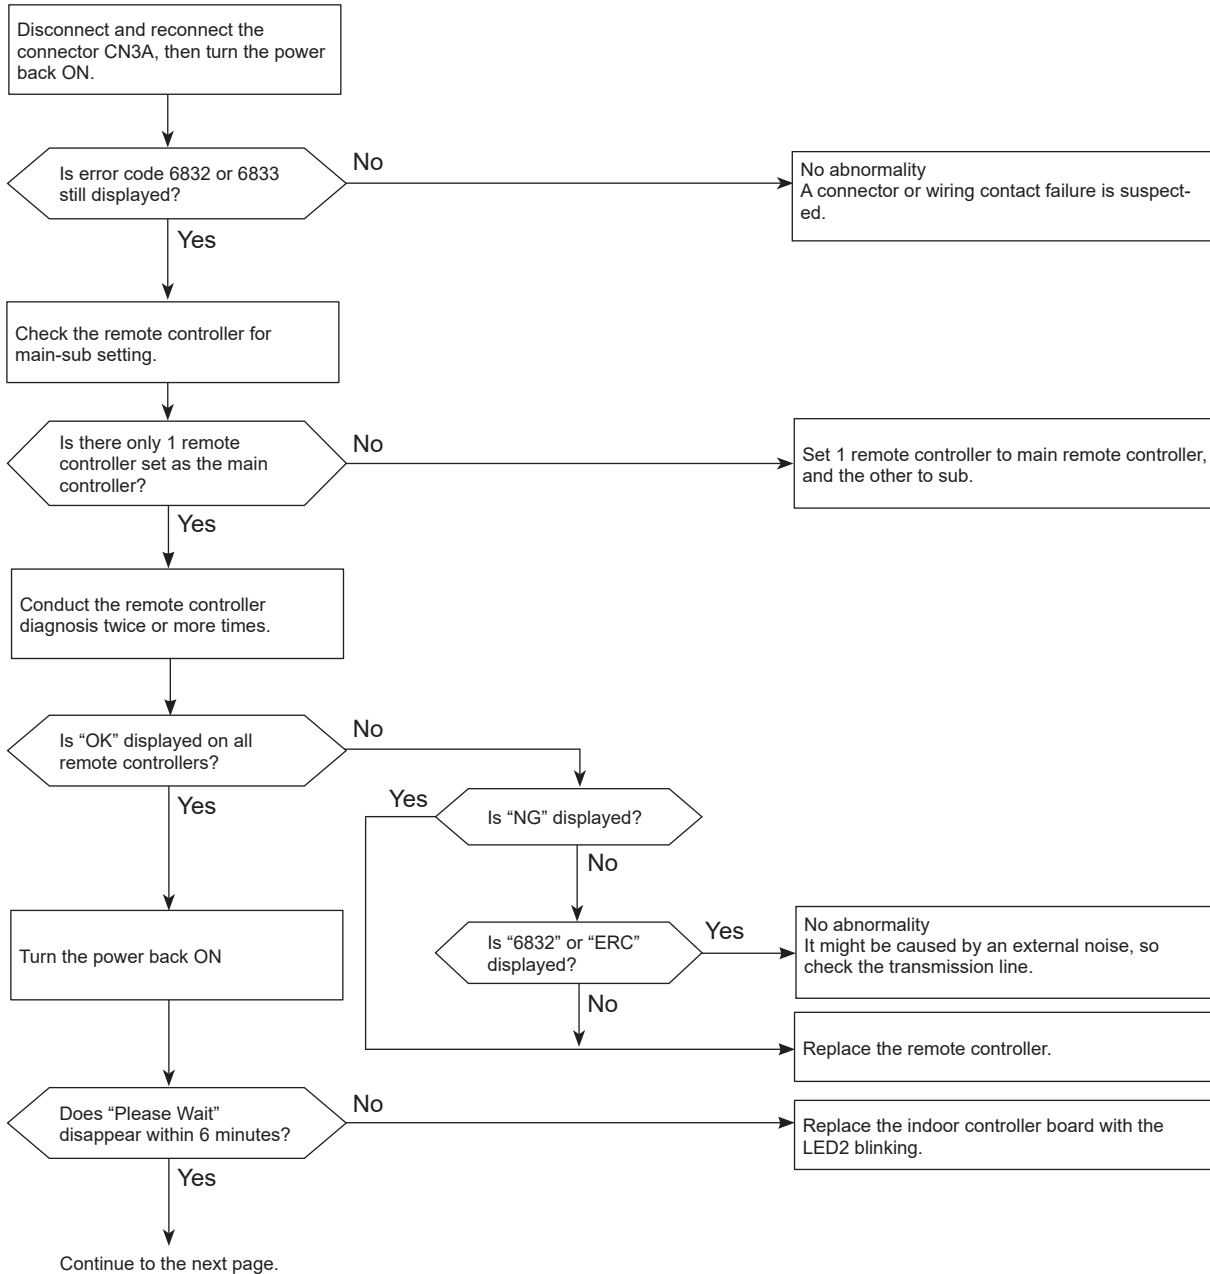 Disconnect and reconnect the
connector CN3A, then turn the power
back ON.
Is error code 6832 or 6833
still displayed?
No
No abnormality
A connector or wiring contact failure is suspect-
ed.
Yes
Check the remote controller for
main-sub setting.
Is there only 1 remote
controller set as the main
controller?
No
Set 1 remote controller to main remote controller,
and the other to sub.
Yes
Conduct the remote controller
diagnosis twice or more times.
Is “OK” displayed on all
remote controllers?
No
Yes
Yes
Is “NG” displayed?
No
Turn the power back ON
Is “6832” or “ERC”
displayed?
Yes
No abnormality
It might be caused by an external noise, so
check the transmission line.
No
Replace the remote controller.
Does “Please Wait”
disappear within 6 minutes?
No
Replace the indoor controller board with the
LED2 blinking.
Yes
Continue to the next page.